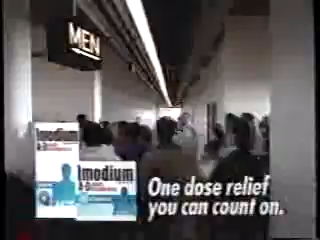 MEN
Imodium
A-D
Imodium
A-D
One dose relief
you can count on.